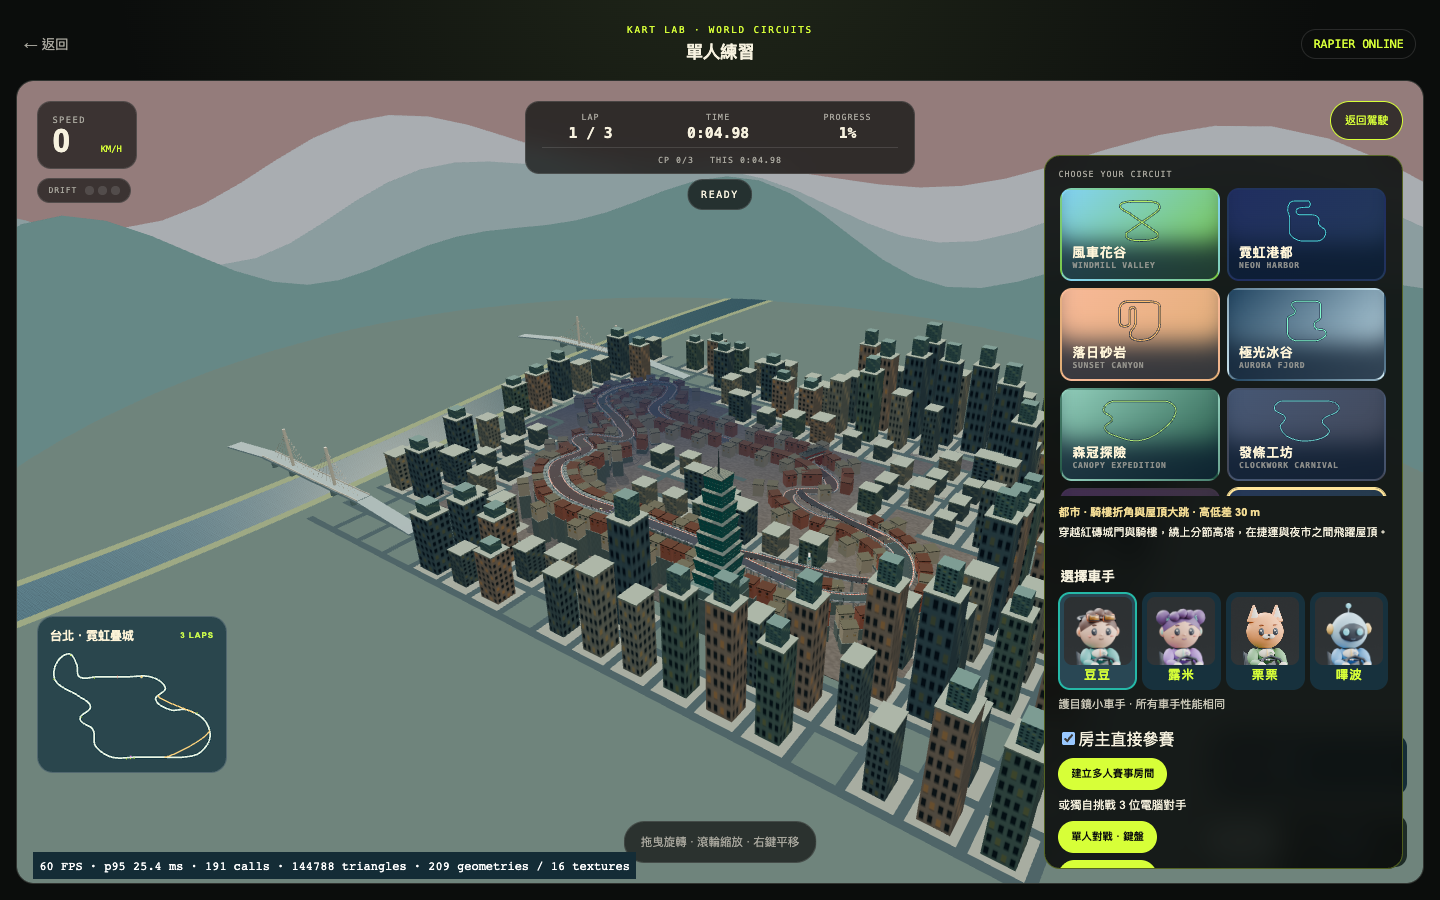 ← 返回
KART LAB · WORLD CIRCUITS
單人練習
RAPIER ONLINE
SPEED
0 KM/H
DRIFT
LAP TIME PROGRESS
1 / 3 0:04.98 1%
CP 0/3 THIS 0:04.98
READY
返回駕駛
CHOOSE YOUR CIRCUIT
風車花谷
WINDMILL VALLEY
霓虹港都
NEON HARBOR
落日砂岩
SUNSET CANYON
極光冰谷
AURORA FJORD
森冠探險
CANOPY EXPEDITION
發條工坊
CLOCKWORK CARNIVAL
都市 · 騎樓折角與屋頂大跳 · 高低差 30 m
穿越紅磚城門與騎樓，繞上分節高塔，在捷運與夜市之間飛躍屋頂。
選擇車手
豆豆
露米
栗栗
嗶波
護目鏡小車手 · 所有車手性能相同
房主直接參賽
建立多人賽事房間
或獨自挑戰 3 位電腦對手
單人對戰 · 鍵盤
台北 · 霓虹疊城 3 LAPS
拖曳旋轉 · 滾輪縮放 · 右鍵平移
60 FPS · p95 25.4 ms · 191 calls · 144788 triangles · 209 geometries / 16 textures